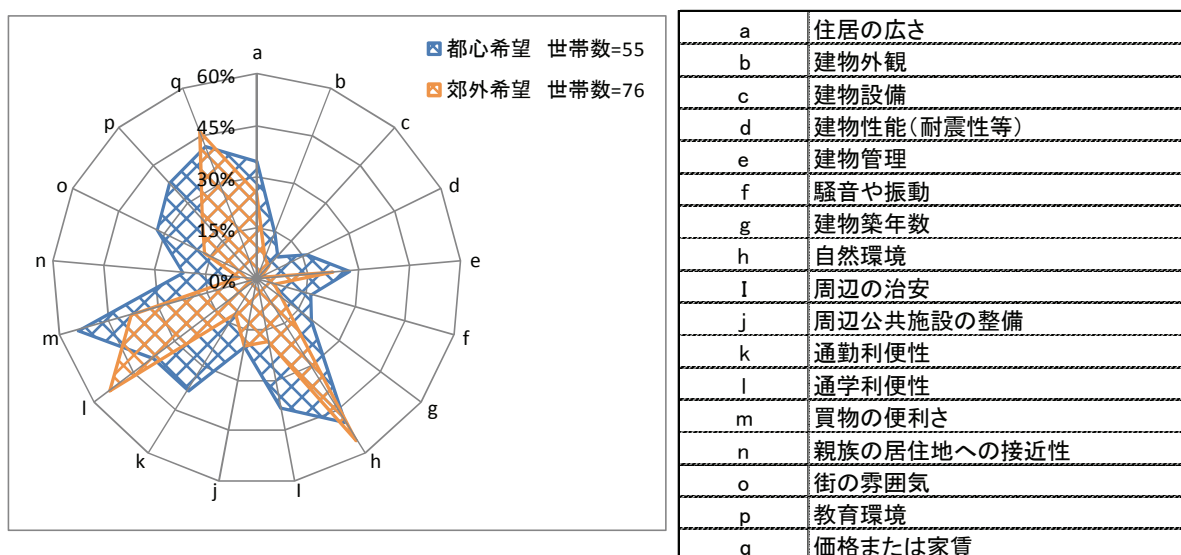 都心希望 世帯数=55
郊外希望 世帯数=76
60%
45%
30%
15%
0%
a
b
c
d
e
f
g
h
I
j
k
l
m
n
o
p
q
a 住居の広さ
b 建物外観
c 建物設備
d 建物性能(耐震性等)
e 建物管理
f 騒音や振動
g 建物築年数
h 自然環境
I 周辺の治安
j 周辺公共施設の整備
k 通勤利便性
l 通学利便性
m 買物の便利さ
n 親族の居住地への接近性
o 街の雰囲気
p 教育環境
q 価格または家賃